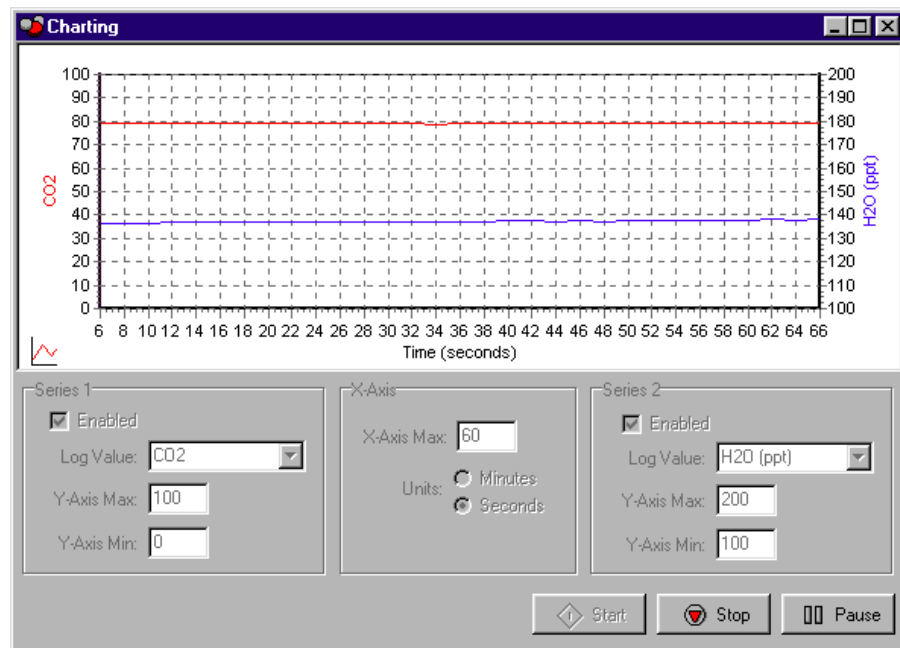 Charting
100 200
90 190
80 180
70 170
60 160
50 150
40 140
30 130
20 120
10 110
0 100
CO2
H2O (ppt)
6 8 10 12 14 16 18 20 22 24 26 28 30 32 34 36 38 40 42 44 46 48 50 52 54 56 58 60 62 64 66
Time (seconds)
Series 1
Enabled
Log Value: CO2
Y-Axis Max: 100
Y-Axis Min: 0
X-Axis
X-Axis Max: 60
Units: Minutes
Seconds
Series 2
Enabled
Log Value: H2O (ppt)
Y-Axis Max: 200
Y-Axis Min: 100
Start Stop Pause